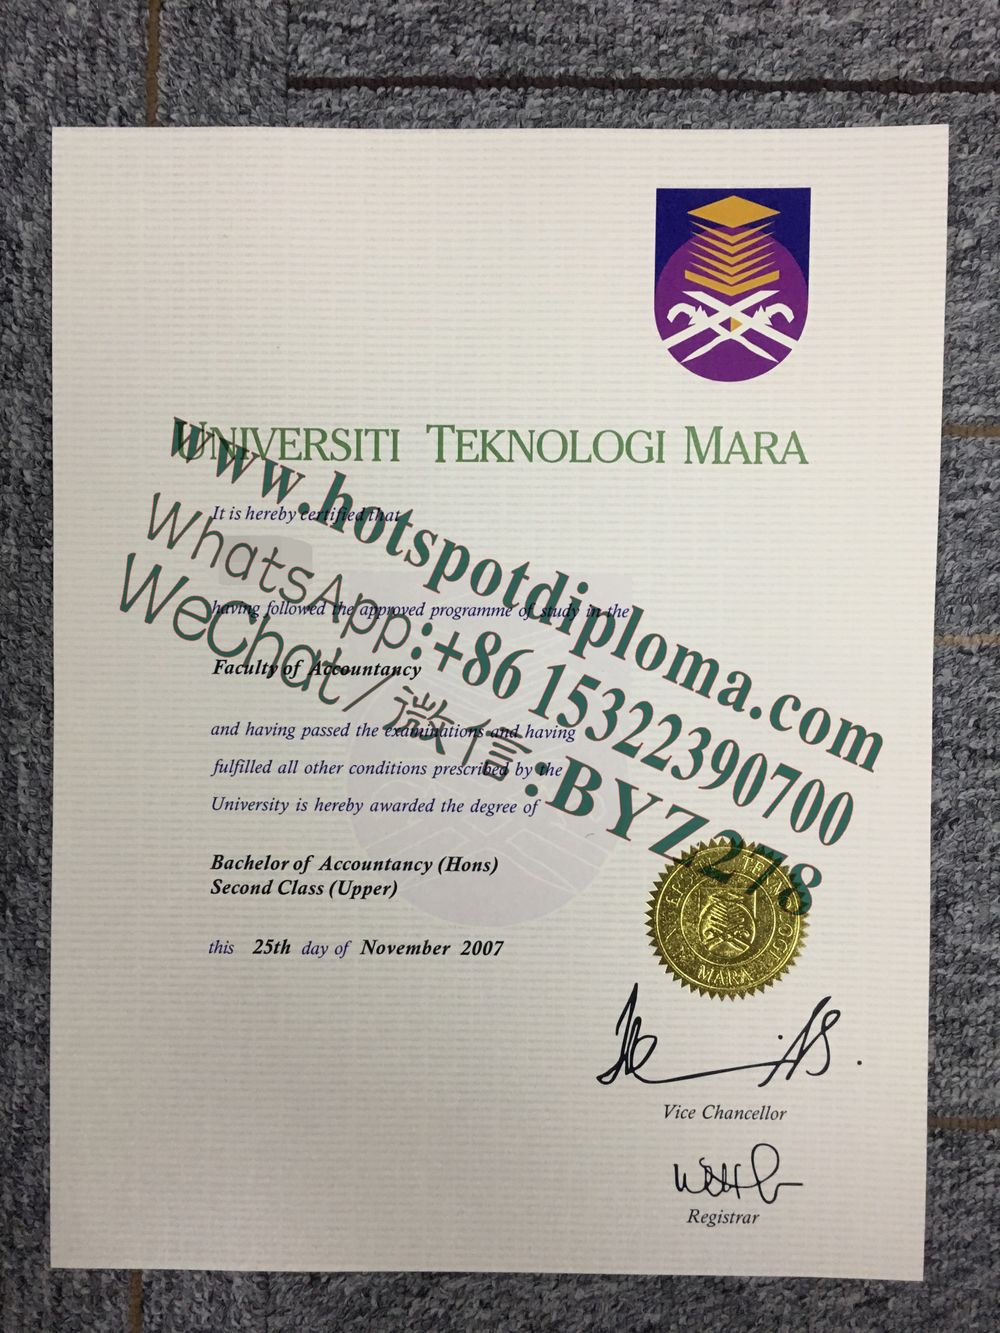 UNIVERSITI TEKNOLOGI MARA
www.hotspotdiploma.com
It is hereby certified that
WhatsApp:+86 15322390700
having followed the approved programme of study in the
WeChat/微信:BYZ278
Faculty of Accountancy
and having passed the examinations and having
fulfilled all other conditions prescribed by the
University is hereby awarded the degree of
Bachelor of Accountancy (Hons)
Second Class (Upper)
this 25th day of November 2007
MARA
Vice Chancellor
Registrar